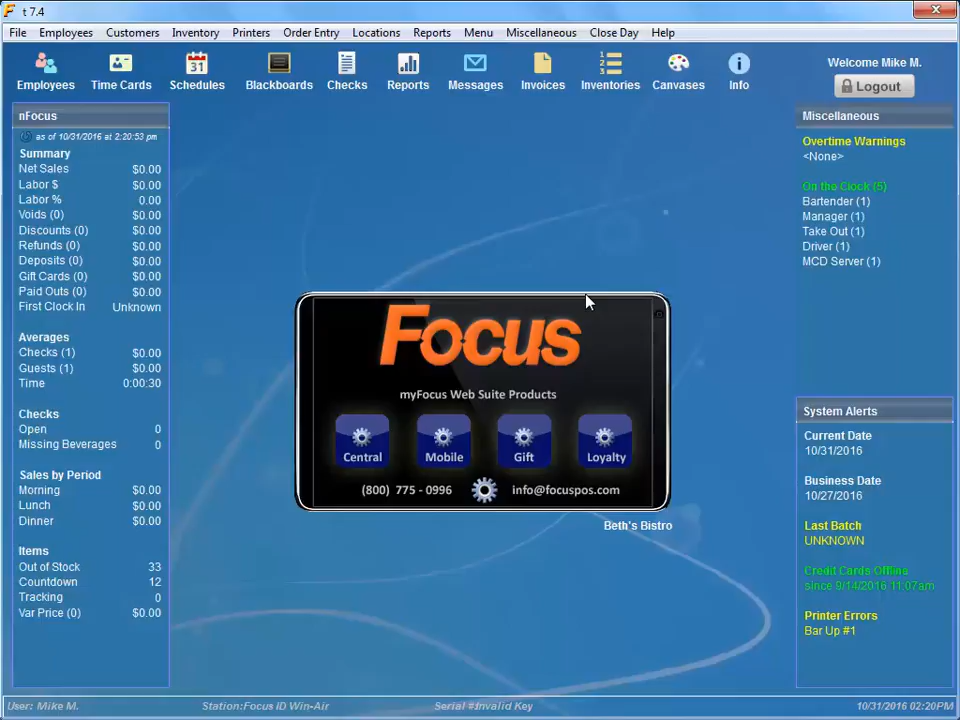 t 7.4
File Employees Customers Inventory Printers Order Entry Locations Reports Menu Miscellaneous Close Day Help
Employees Time Cards Schedules Blackboards Checks Reports Messages Invoices Inventories Canvases Info
31
1 2 3
Welcome Mike M.
Logout
nFocus
as of 10/31/2016 at 2:20:53 pm
Summary
Net Sales $0.00
Labor $ $0.00
Labor % 0.00
Voids (0) $0.00
Discounts (0) $0.00
Refunds (0) $0.00
Deposits (0) $0.00
Gift Cards (0) $0.00
Paid Outs (0) $0.00
First Clock In Unknown
Averages
Checks (1) $0.00
Guests (1) $0.00
Time 0:00:30
Checks
Open 0
Missing Beverages 0
Sales by Period
Morning $0.00
Lunch $0.00
Dinner $0.00
Items
Out of Stock 33
Countdown 12
Tracking 0
Var Price (0) $0.00
Focus
myFocus Web Suite Products
Central Mobile Gift Loyalty
(800) 775 - 0996 info@focuspos.com
Beth's Bistro
Miscellaneous
Overtime Warnings
<None>
On the Clock (5)
Bartender (1)
Manager (1)
Take Out (1)
Driver (1)
MCD Server (1)
System Alerts
Current Date
10/31/2016
Business Date
10/27/2016
Last Batch
UNKNOWN
Credit Cards Offline
since 9/14/2016 11:07am
Printer Errors
Bar Up #1
User: Mike M. Station:Focus ID Win-Air Serial #:Invalid Key 10/31/2016 02:20PM